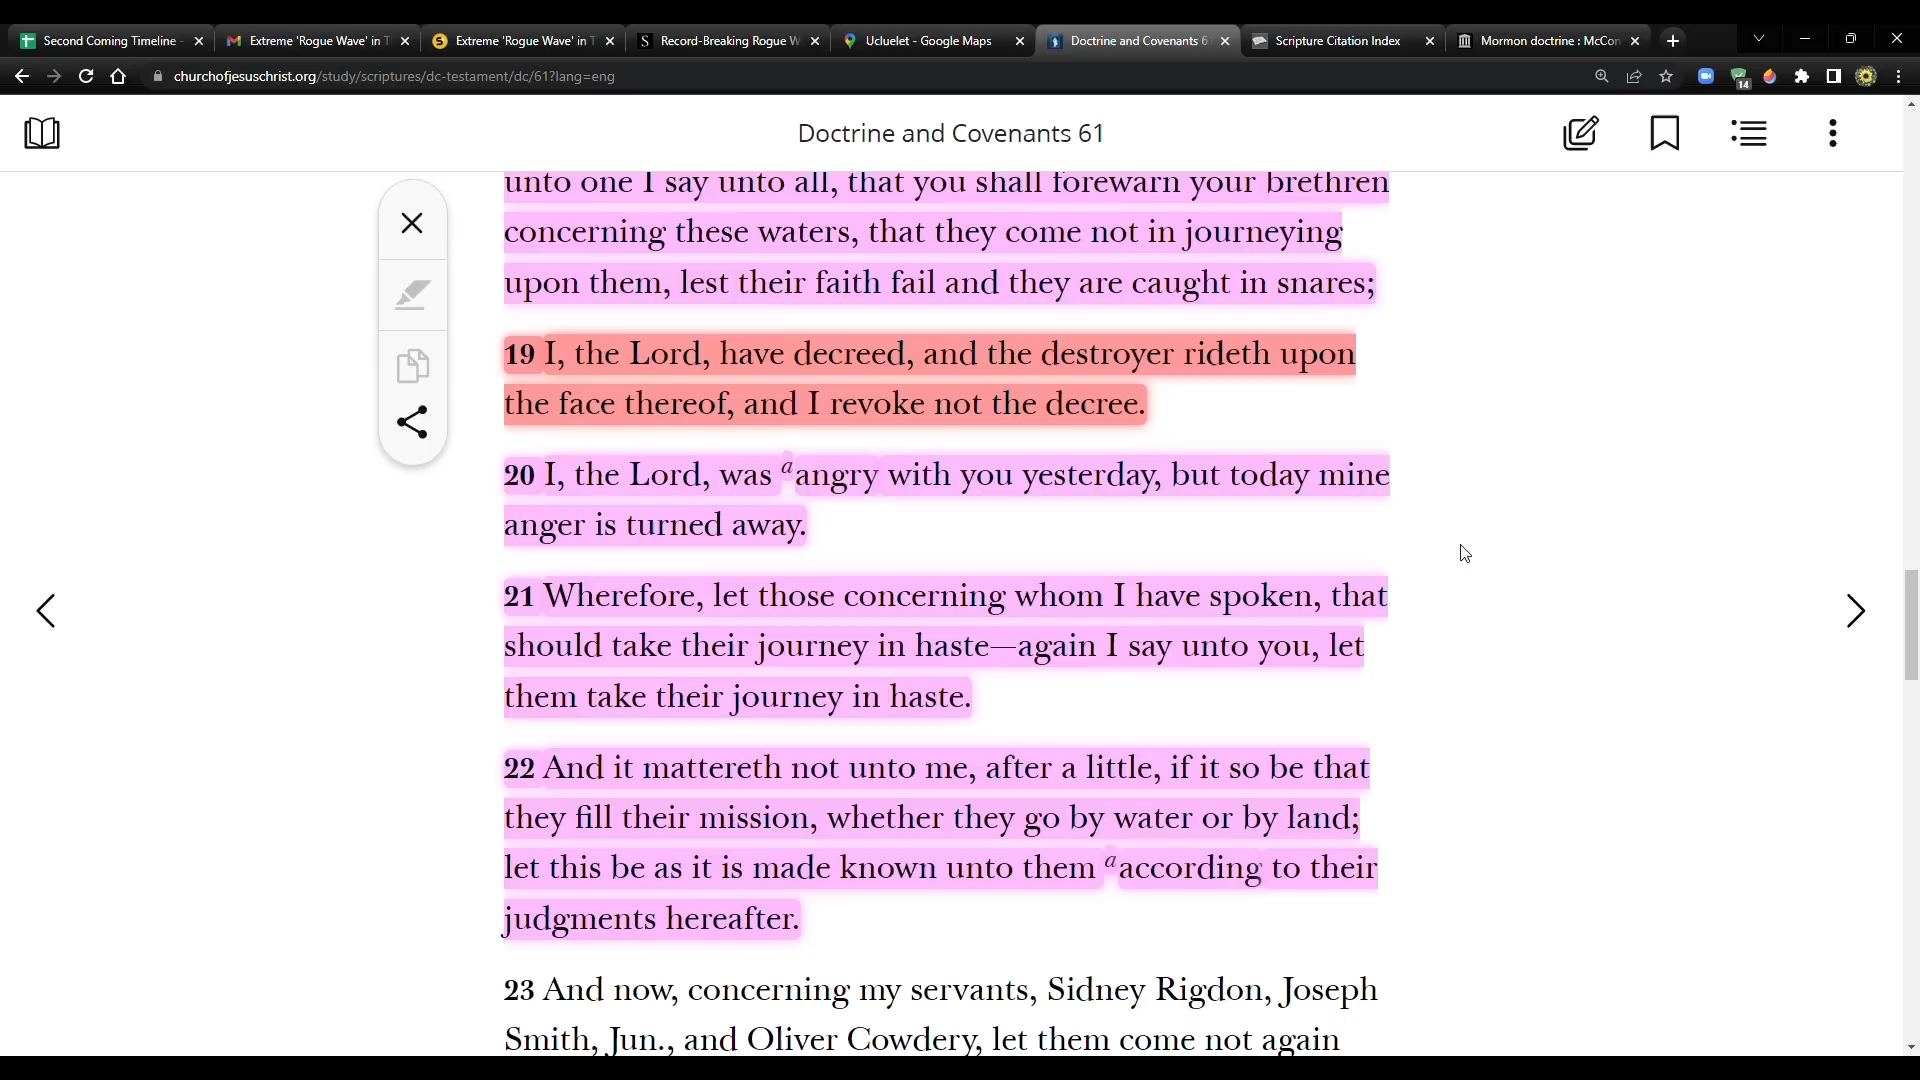 Second Coming Timeline -
Extreme 'Rogue Wave' in T
Extreme 'Rogue Wave' in T
Record-Breaking Rogue W
Ucluelet - Google Maps
Doctrine and Covenants 6
Scripture Citation Index
Mormon doctrine : McCon
churchofjesuschrist.org/study/scriptures/dc-testament/dc/61?lang=eng
14
Doctrine and Covenants 61
unto one I say unto all, that you shall forewarn your brethren
concerning these waters, that they come not in journeying
upon them, lest their faith fail and they are caught in snares;
19 I, the Lord, have decreed, and the destroyer rideth upon
the face thereof, and I revoke not the decree.
20 I, the Lord, was a angry with you yesterday, but today mine
anger is turned away.
21 Wherefore, let those concerning whom I have spoken, that
should take their journey in haste—again I say unto you, let
them take their journey in haste.
22 And it mattereth not unto me, after a little, if it so be that
they fill their mission, whether they go by water or by land;
let this be as it is made known unto them a according to their
judgments hereafter.
23 And now, concerning my servants, Sidney Rigdon, Joseph
Smith, Jun., and Oliver Cowdery, let them come not again